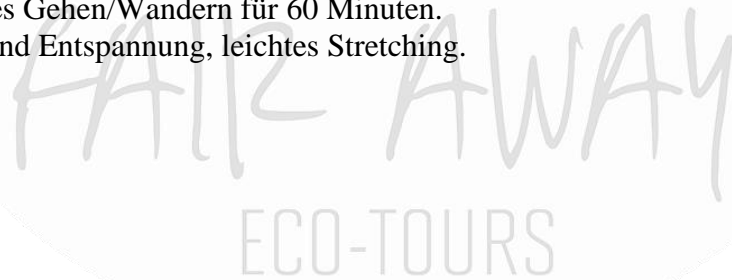 es Gehen/Wandern für 60 Minuten.
nd Entspannung, leichtes Stretching.
FAIR AWAY
ECO-TOURS